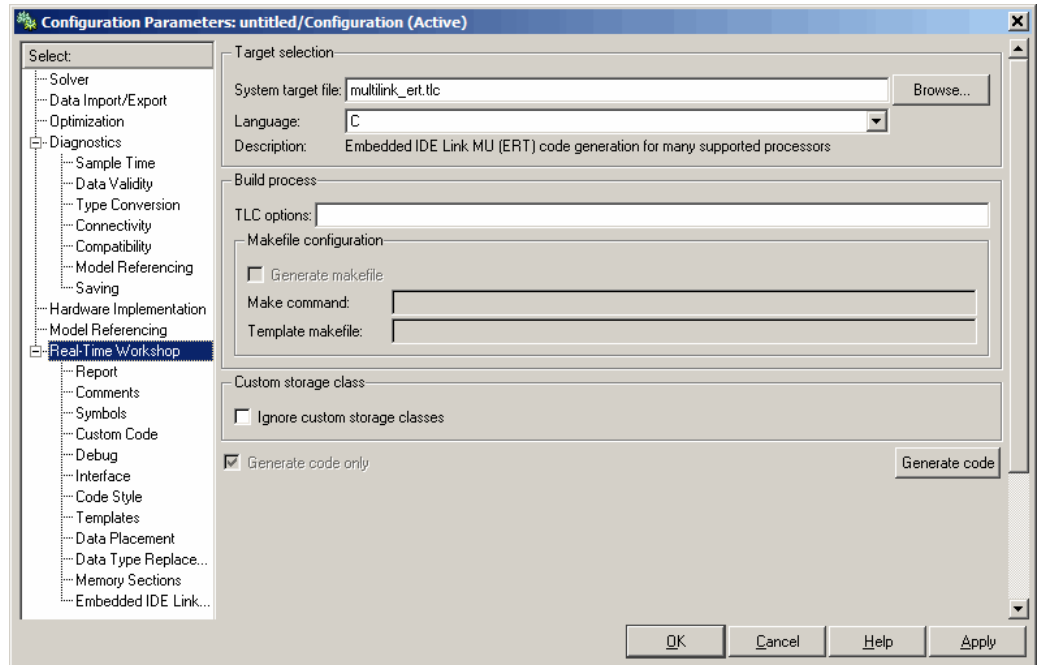 Configuration Parameters: untitled/Configuration (Active)
Select:
Solver
Data Import/Export
Optimization
Diagnostics
Sample Time
Data Validity
Type Conversion
Connectivity
Compatibility
Model Referencing
Saving
Hardware Implementation
Model Referencing
Real-Time Workshop
Report
Comments
Symbols
Custom Code
Debug
Interface
Code Style
Templates
Data Placement
Data Type Replace...
Memory Sections
Embedded IDE Link...
Target selection
System target file: multilink_ert.tlc Browse...
Language: C
Description: Embedded IDE Link MU (ERT) code generation for many supported processors
Build process
TLC options:
Makefile configuration
Generate makefile
Make command:
Template makefile:
Custom storage class
Ignore custom storage classes
Generate code only Generate code
OK Cancel Help Apply